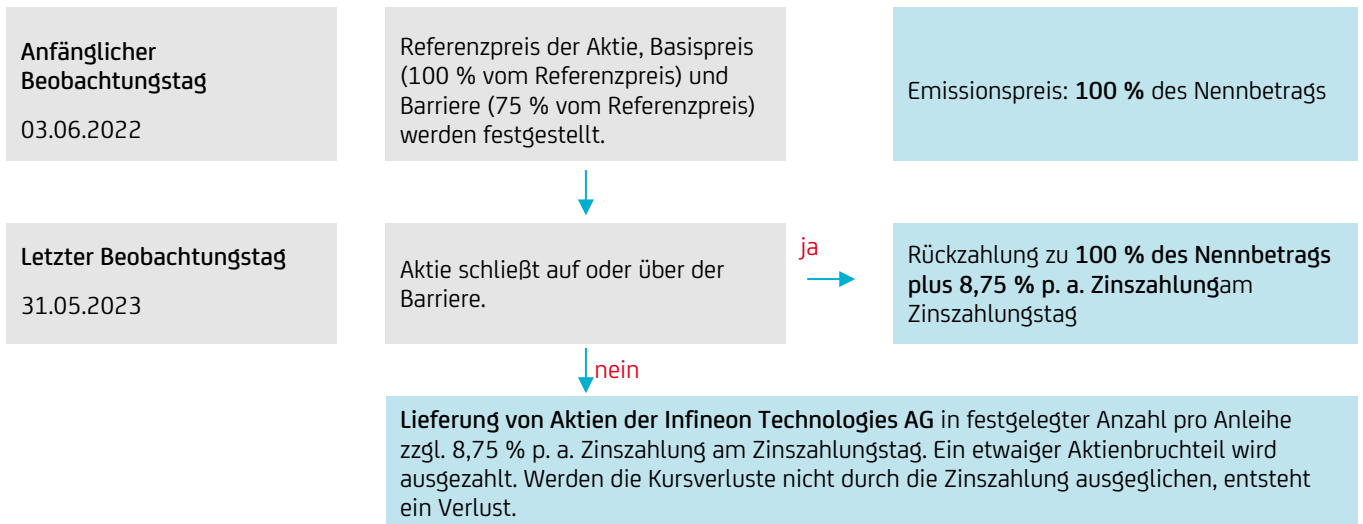 Anfänglicher
Beobachtungstag
03.06.2022
Referenzpreis der Aktie, Basispreis
(100 % vom Referenzpreis) und
Barriere (75 % vom Referenzpreis)
werden festgestellt.
Emissionspreis: 100 % des Nennbetrags
Letzter Beobachtungstag
31.05.2023
Aktie schließt auf oder über der
Barriere.
ja
Rückzahlung zu 100 % des Nennbetrags
plus 8,75 % p. a. Zinszahlungam
Zinszahlungstag
nein
Lieferung von Aktien der Infineon Technologies AG in festgelegter Anzahl pro Anleihe
zzgl. 8,75 % p. a. Zinszahlung am Zinszahlungstag. Ein etwaiger Aktienbruchteil wird
ausgezahlt. Werden die Kursverluste nicht durch die Zinszahlung ausgeglichen, entsteht
ein Verlust.